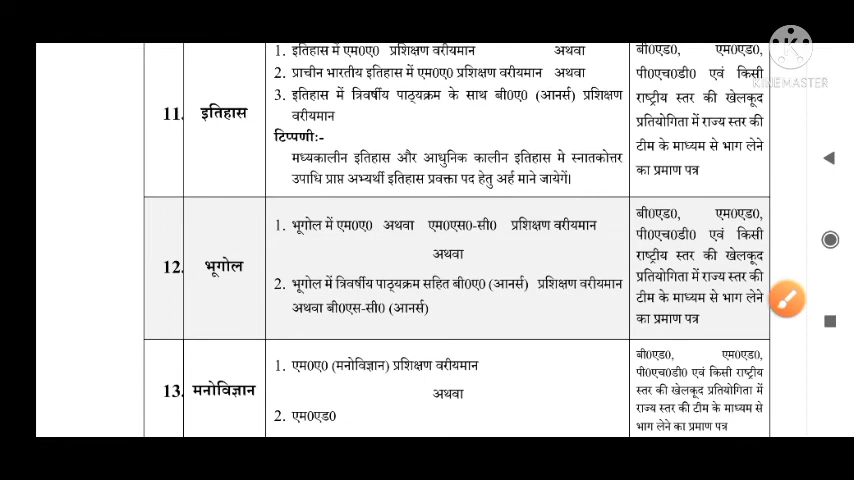 11.
इतिहास
1. इतिहास में एम0ए0 प्रशिक्षण वरीयमान अथवा
2. प्राचीन भारतीय इतिहास में एम0ए0 प्रशिक्षण वरीयमान अथवा
3. इतिहास में त्रिवर्षीय पाठ्यक्रम के साथ बी0ए0 (आनर्स) प्रशिक्षण
वरीयमान
टिप्पणी:-
मध्यकालीन इतिहास और आधुनिक कालीन इतिहास मे स्नातकोत्तर
उपाधि प्राप्त अभ्यर्थी इतिहास प्रवक्ता पद हेतु अर्ह माने जायेगें।
बी0एड0, एम0एड0,
पी0एच0डी0 एवं किसी
राष्ट्रीय स्तर की खेलकूद
प्रतियोगिता में राज्य स्तर की
टीम के माध्यम से भाग लेने
का प्रमाण पत्र
12.
भूगोल
1. भूगोल में एम0ए0 अथवा एम0एस0-सी0 प्रशिक्षण वरीयमान
अथवा
2. भूगोल में त्रिवर्षीय पाठ्यक्रम सहित बी0ए0 (आनर्स) प्रशिक्षण वरीयमान
अथवा बी0एस-सी0 (आनर्स)
बी0एड0, एम0एड0,
पी0एच0डी0 एवं किसी
राष्ट्रीय स्तर की खेलकूद
प्रतियोगिता में राज्य स्तर की
टीम के माध्यम से भाग लेने
का प्रमाण पत्र
13.
मनोविज्ञान
1. एम0ए0 (मनोविज्ञान) प्रशिक्षण वरीयमान
अथवा
2. एम0एड0
बी0एड0, एम0एड0,
पी0एच0डी0 एवं किसी राष्ट्रीय
स्तर की खेलकूद प्रतियोगिता में
राज्य स्तर की टीम के माध्यम से
भाग लेने का प्रमाण पत्र
KINEMASTER